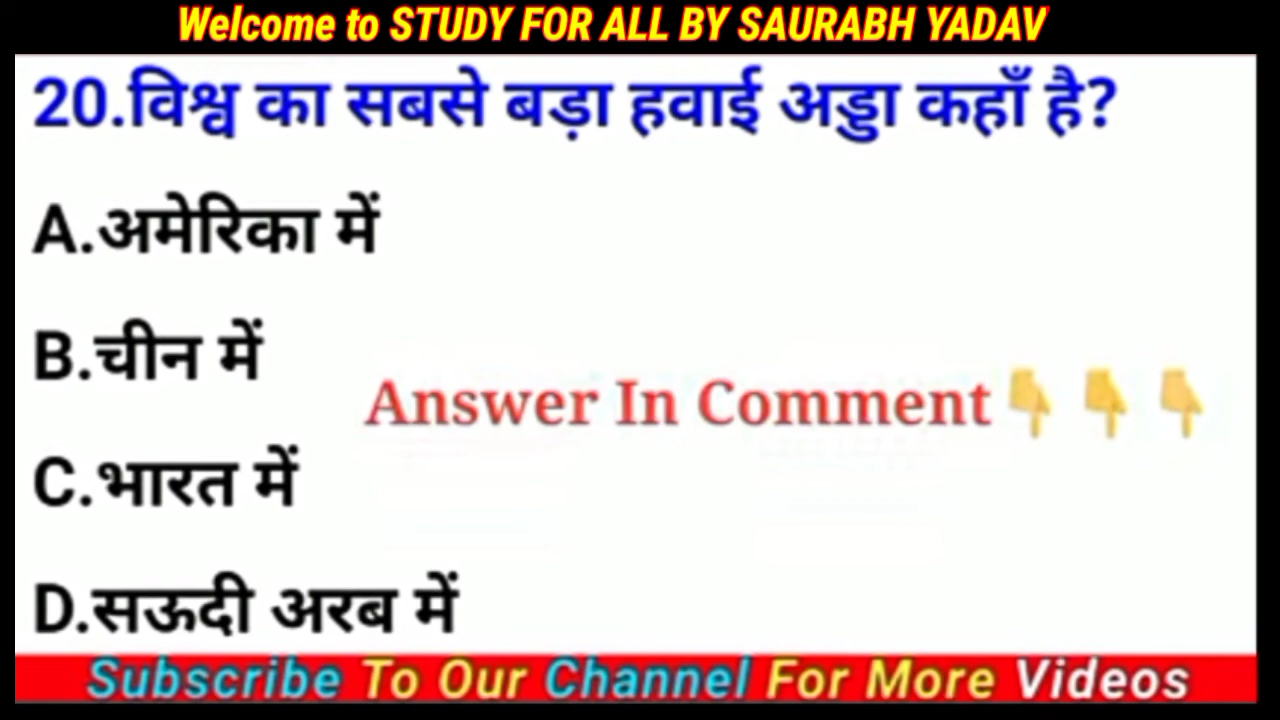 Welcome to STUDY FOR ALL BY SAURABH YADAV
20.विश्व का सबसे बड़ा हवाई अड्डा कहाँ है?
A.अमेरिका में
B.चीन में
Answer In Comment👇👇👇
C.भारत में
D.सऊदी अरब में
Subscribe To Our Channel For More Videos